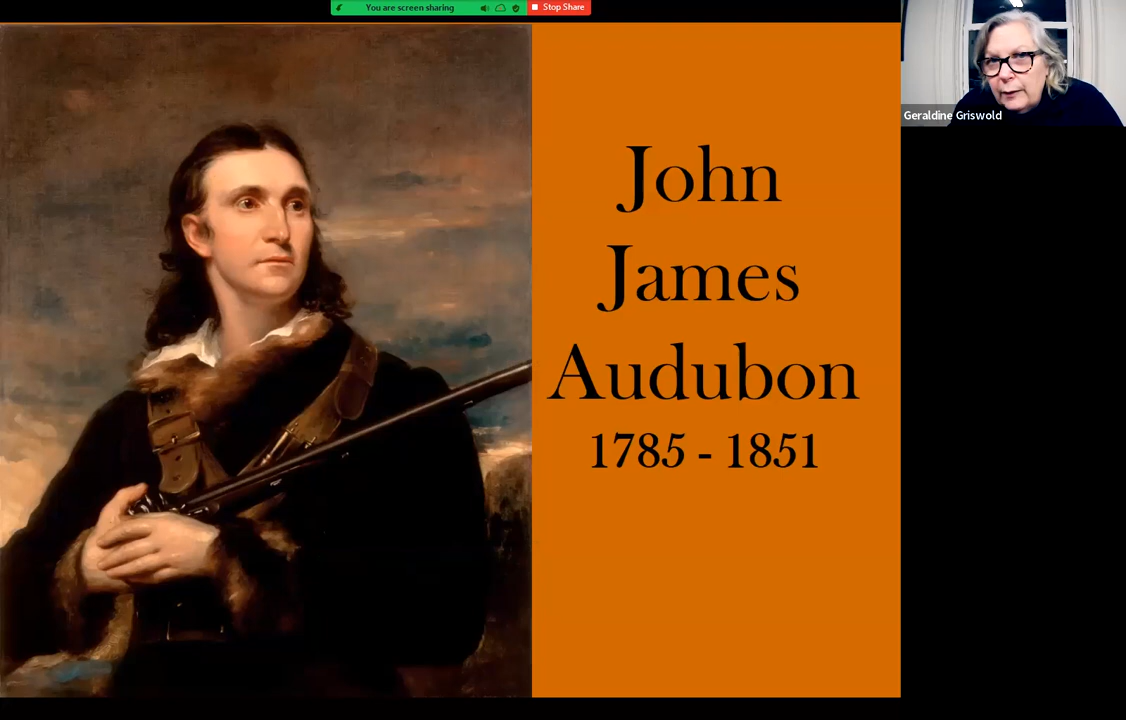 You are screen sharing
Stop Share
Geraldine Griswold
John
James
Audubon
1785 - 1851